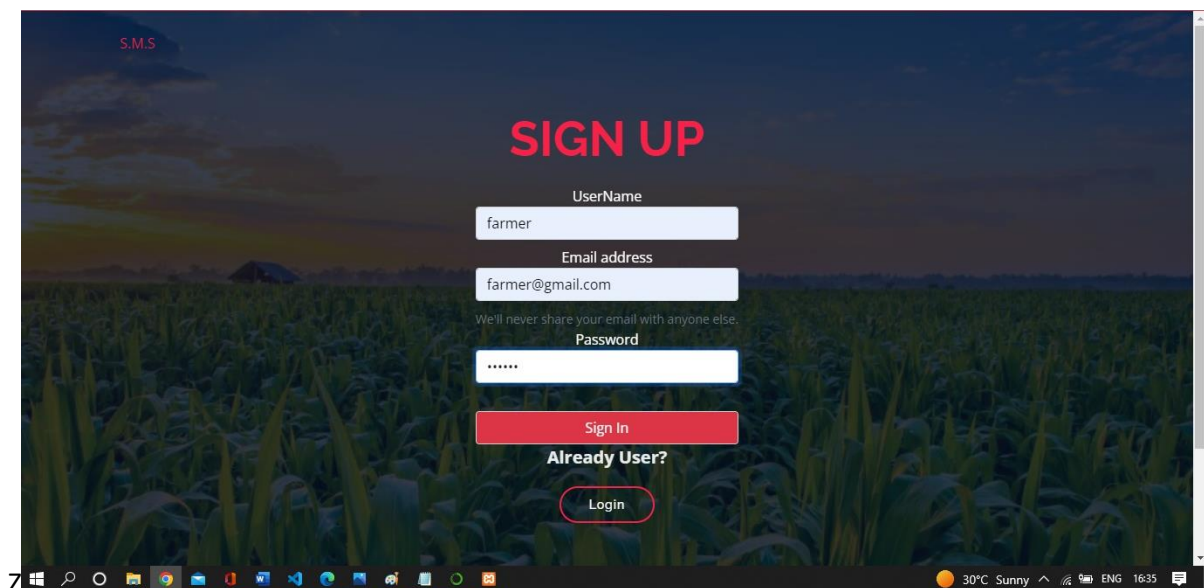 S.M.S
SIGN UP
UserName
farmer
Email address
farmer@gmail.com
We'll never share your email with anyone else.
Password
••••••
Sign In
Already User?
Login
7
30°C Sunny ENG 16:35